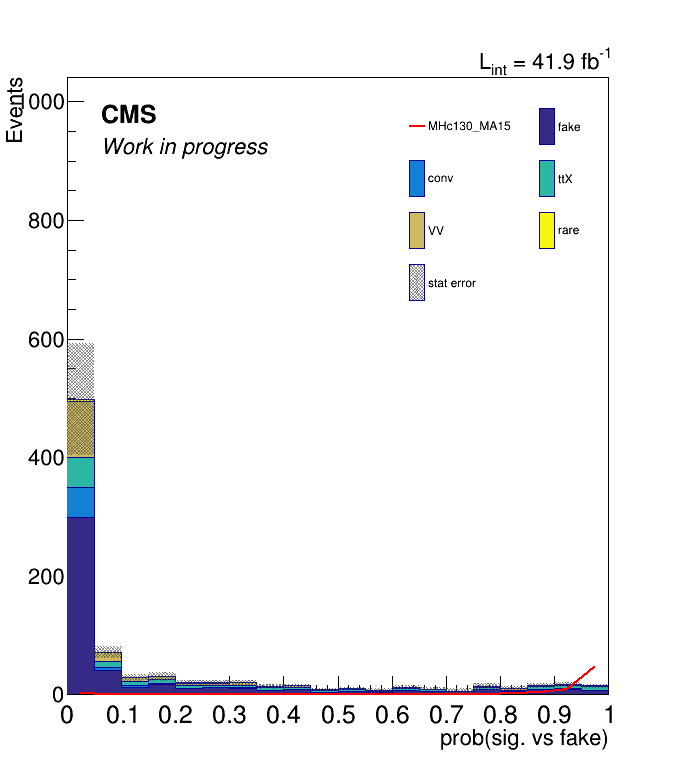 L_int = 41.9 fb^-1
Events
CMS
Work in progress
MHc130_MA15
fake
conv
ttX
VV
rare
stat error
1000
800
600
400
200
0
0 0.1 0.2 0.3 0.4 0.5 0.6 0.7 0.8 0.9 1
prob(sig. vs fake)